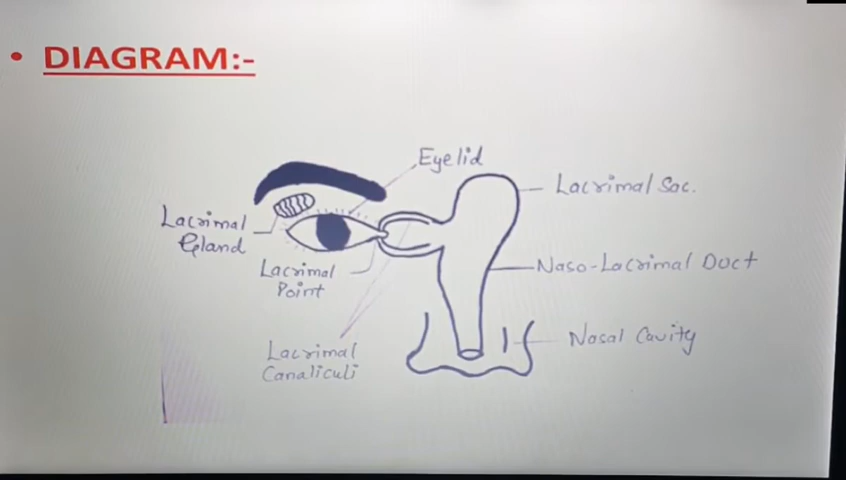 • DIAGRAM:-
Eyelid
Lacrimal Sac.
Lacrimal
Gland
Lacrimal
Point
Naso-Lacrimal Duct
Nasal Cavity
Lacrimal
Canaliculi